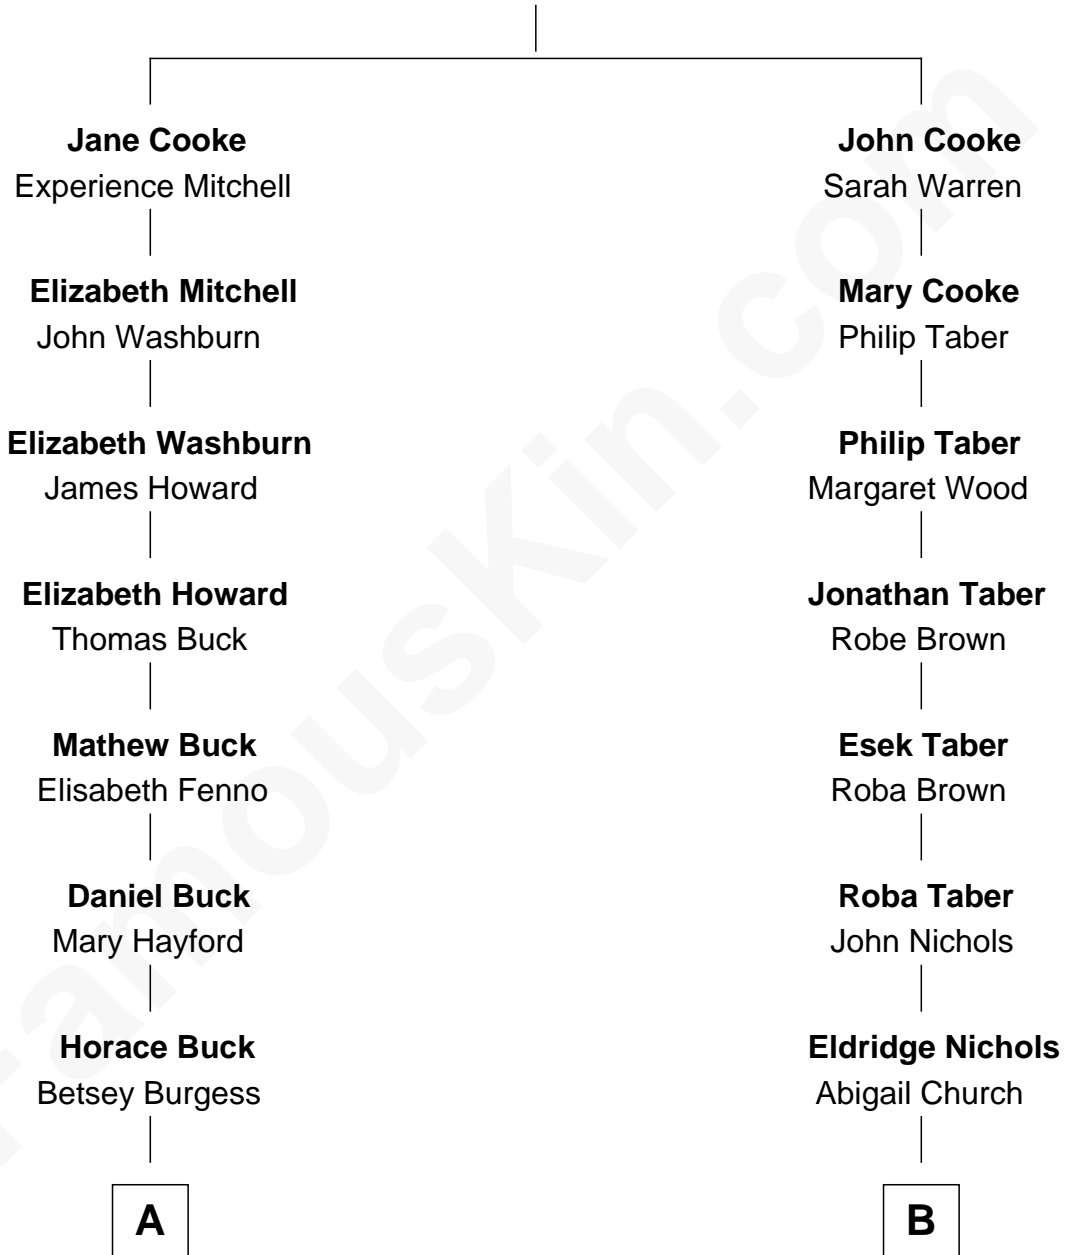 Jane Cooke
Experience Mitchell
Elizabeth Mitchell
John Washburn
Elizabeth Washburn
James Howard
Elizabeth Howard
Thomas Buck
Mathew Buck
Elisabeth Fenno
Daniel Buck
Mary Hayford
Horace Buck
Betsey Burgess
A
John Cooke
Sarah Warren
Mary Cooke
Philip Taber
Philip Taber
Margaret Wood
Jonathan Taber
Robe Brown
Esek Taber
Roba Brown
Roba Taber
John Nichols
Eldridge Nichols
Abigail Church
B
FamousKin.com